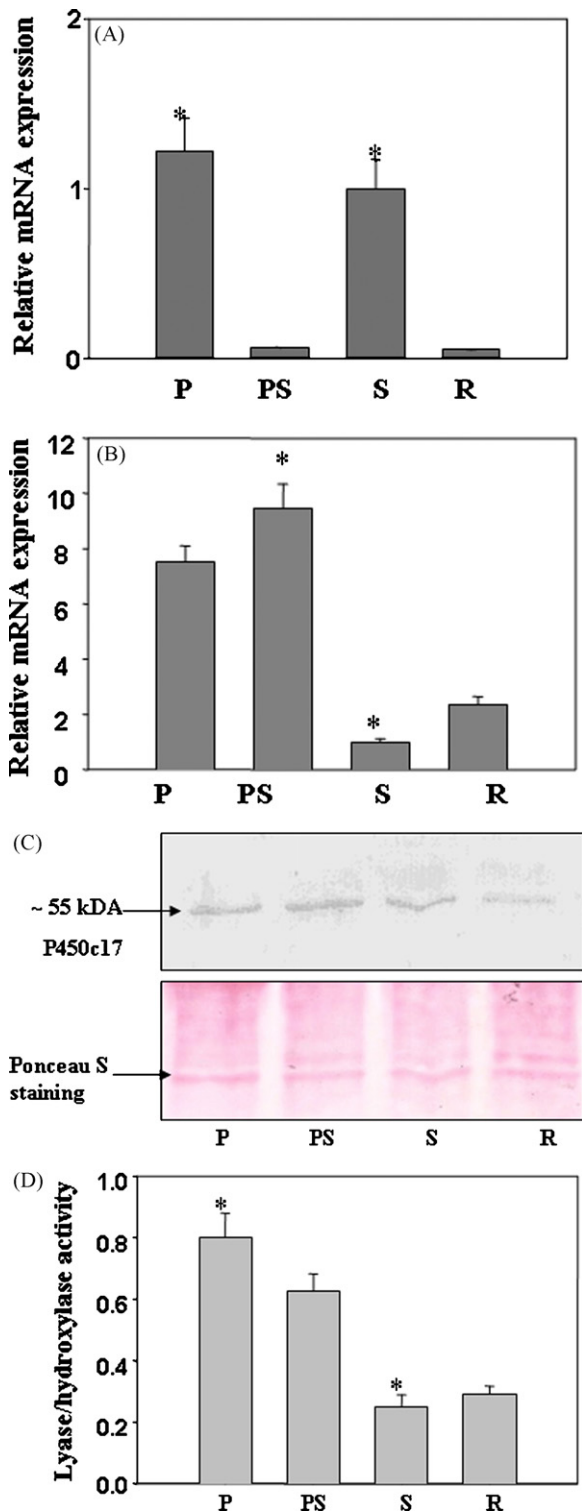 (A)
Relative mRNA expression
2
1
0
*
*
P PS S R
(B)
Relative mRNA expression
12
10
8
6
4
2
0
*
*
P PS S R
(C)
~ 55 kDA
P450c17
Ponceau S
staining
P PS S R
(D)
Lyase/hydroxylase activity
1.0
0.8
0.6
0.4
0.2
0.0
*
*
P PS S R